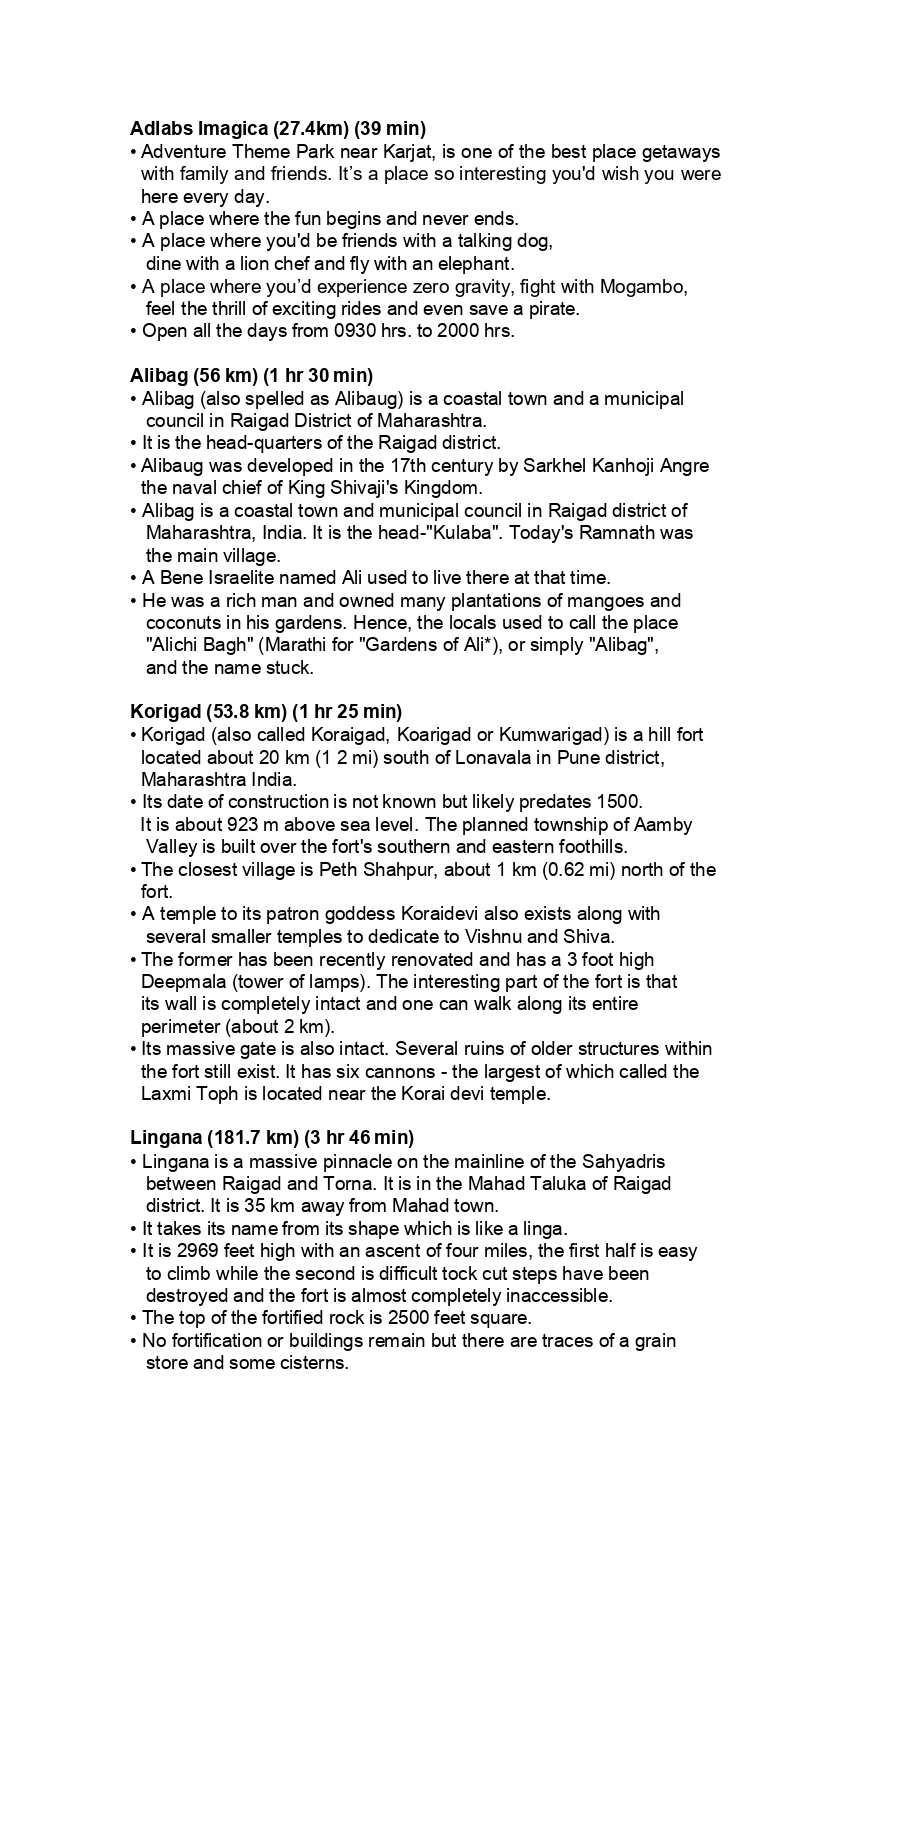 Adlabs Imagica (27.4km) (39 min)
• Adventure Theme Park near Karjat, is one of the best place getaways
with family and friends. It’s a place so interesting you'd wish you were
here every day.
• A place where the fun begins and never ends.
• A place where you'd be friends with a talking dog,
dine with a lion chef and fly with an elephant.
• A place where you’d experience zero gravity, fight with Mogambo,
feel the thrill of exciting rides and even save a pirate.
• Open all the days from 0930 hrs. to 2000 hrs.
Alibag (56 km) (1 hr 30 min)
• Alibag (also spelled as Alibaug) is a coastal town and a municipal
council in Raigad District of Maharashtra.
• It is the head-quarters of the Raigad district.
• Alibaug was developed in the 17th century by Sarkhel Kanhoji Angre
the naval chief of King Shivaji's Kingdom.
• Alibag is a coastal town and municipal council in Raigad district of
Maharashtra, India. It is the head-"Kulaba". Today's Ramnath was
the main village.
• A Bene Israelite named Ali used to live there at that time.
• He was a rich man and owned many plantations of mangoes and
coconuts in his gardens. Hence, the locals used to call the place
"Alichi Bagh" (Marathi for "Gardens of Ali*), or simply "Alibag",
and the name stuck.
Korigad (53.8 km) (1 hr 25 min)
• Korigad (also called Koraigad, Koarigad or Kumwarigad) is a hill fort
located about 20 km (1 2 mi) south of Lonavala in Pune district,
Maharashtra India.
• Its date of construction is not known but likely predates 1500.
It is about 923 m above sea level. The planned township of Aamby
Valley is built over the fort's southern and eastern foothills.
• The closest village is Peth Shahpur, about 1 km (0.62 mi) north of the
fort.
• A temple to its patron goddess Koraidevi also exists along with
several smaller temples to dedicate to Vishnu and Shiva.
• The former has been recently renovated and has a 3 foot high
Deepmala (tower of lamps). The interesting part of the fort is that
its wall is completely intact and one can walk along its entire
perimeter (about 2 km).
• Its massive gate is also intact. Several ruins of older structures within
the fort still exist. It has six cannons - the largest of which called the
Laxmi Toph is located near the Korai devi temple.
Lingana (181.7 km) (3 hr 46 min)
• Lingana is a massive pinnacle on the mainline of the Sahyadris
between Raigad and Torna. It is in the Mahad Taluka of Raigad
district. It is 35 km away from Mahad town.
• It takes its name from its shape which is like a linga.
• It is 2969 feet high with an ascent of four miles, the first half is easy
to climb while the second is difficult tock cut steps have been
destroyed and the fort is almost completely inaccessible.
• The top of the fortified rock is 2500 feet square.
• No fortification or buildings remain but there are traces of a grain
store and some cisterns.